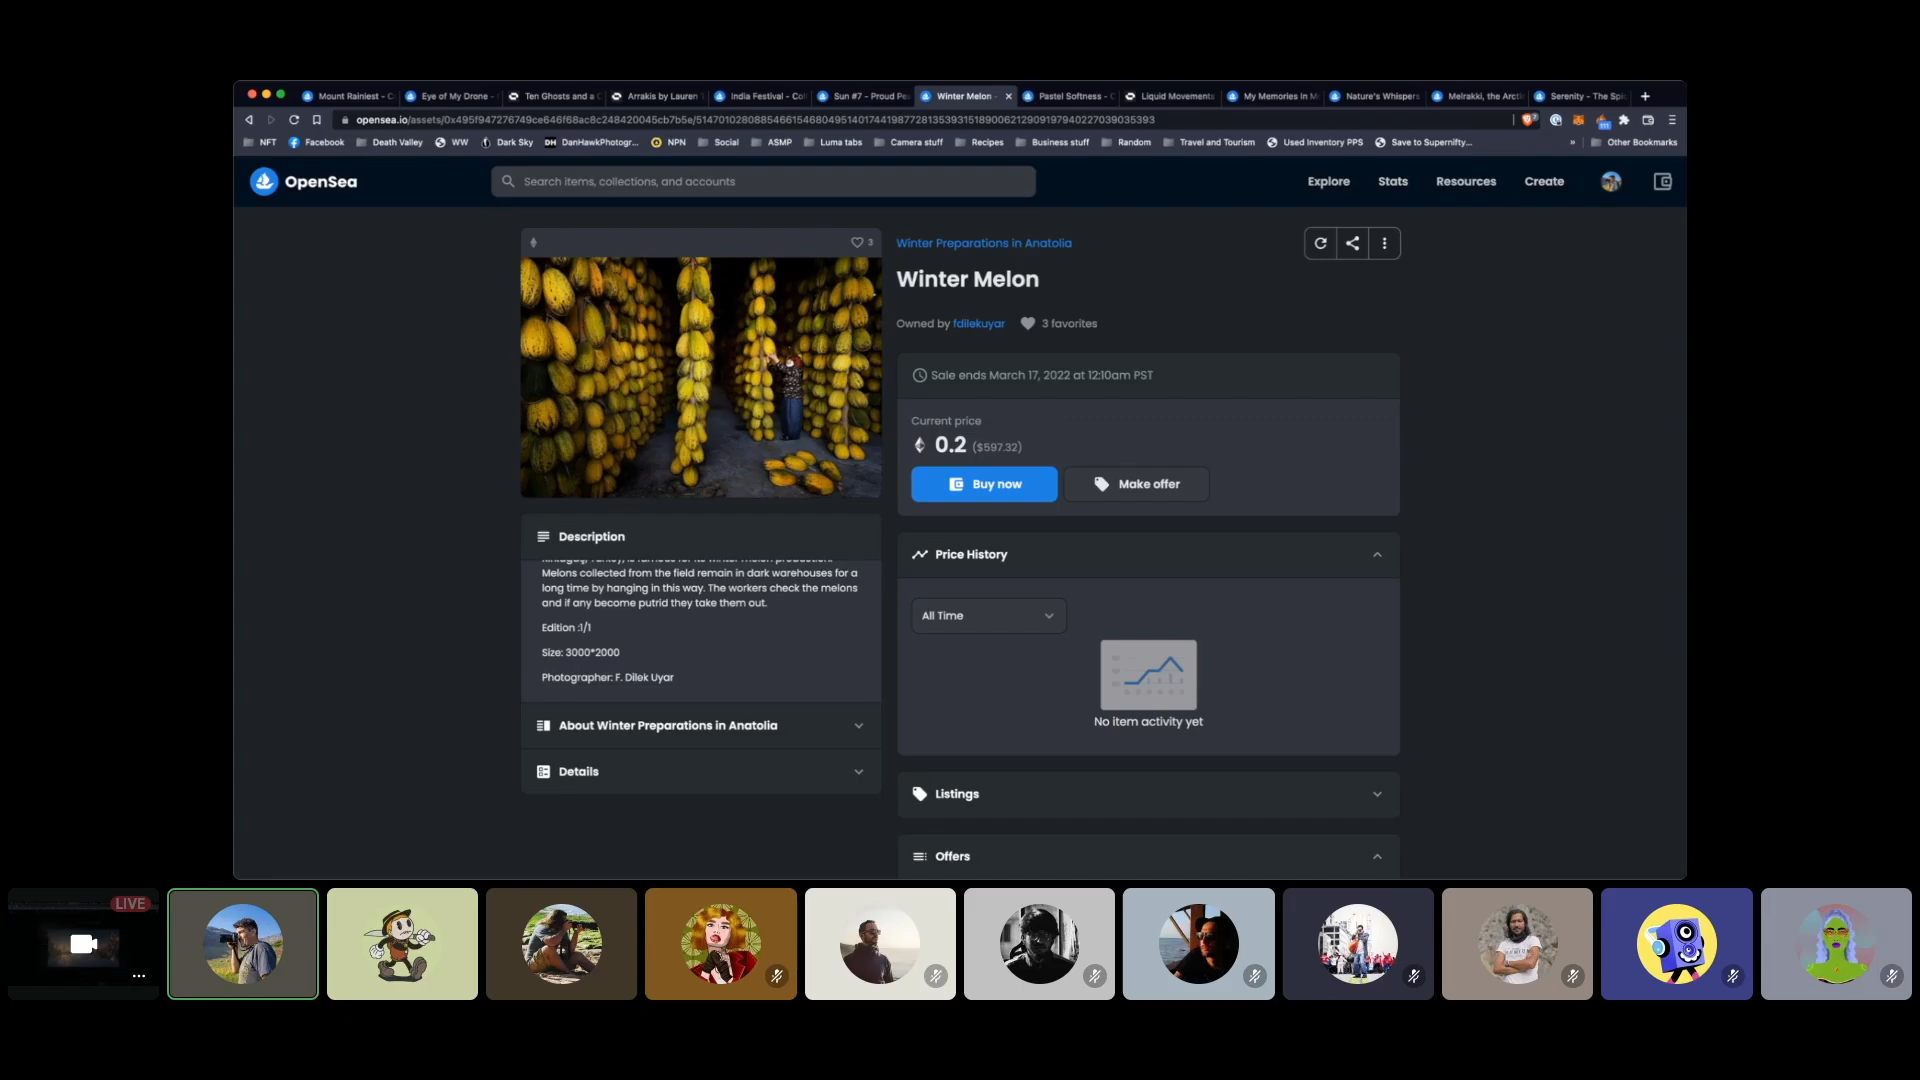 Mount Rainiest - C
Eye of My Drone -
Ten Ghosts and a C
Arrakis by Lauren T
India Festival - Col
Sun #7 - Proud Pe
Winter Melon -
Pastel Softness - C
Liquid Movements
My Memories In M
Nature's Whispers
Melrakki, the Arctic
Serenity - The Spi
opensea.io/assets/
NFT
Facebook
Death Valley
WW
Dark Sky
DH DanHawkPhotogr...
NPN
Social
ASMP
Luma tabs
Camera stuff
Recipes
Business stuff
Random
Travel and Tourism
Used Inventory PPS
Save to Supernifty...
»
Other Bookmarks
OpenSea
Search items, collections, and accounts
Explore
Stats
Resources
Create
3
Winter Preparations in Anatolia
Winter Melon
Owned by fdilekuyar
3 favorites
Sale ends March 17, 2022 at 12:10am PST
Current price
0.2 ($597.32)
Buy now
Make offer
Description
Melons collected from the field remain in dark warehouses for a
long time by hanging in this way. The workers check the melons
and if any become putrid they take them out.
Edition :1/1
Size: 3000*2000
Photographer: F. Dilek Uyar
About Winter Preparations in Anatolia
Details
Price History
All Time
No item activity yet
Listings
Offers
LIVE